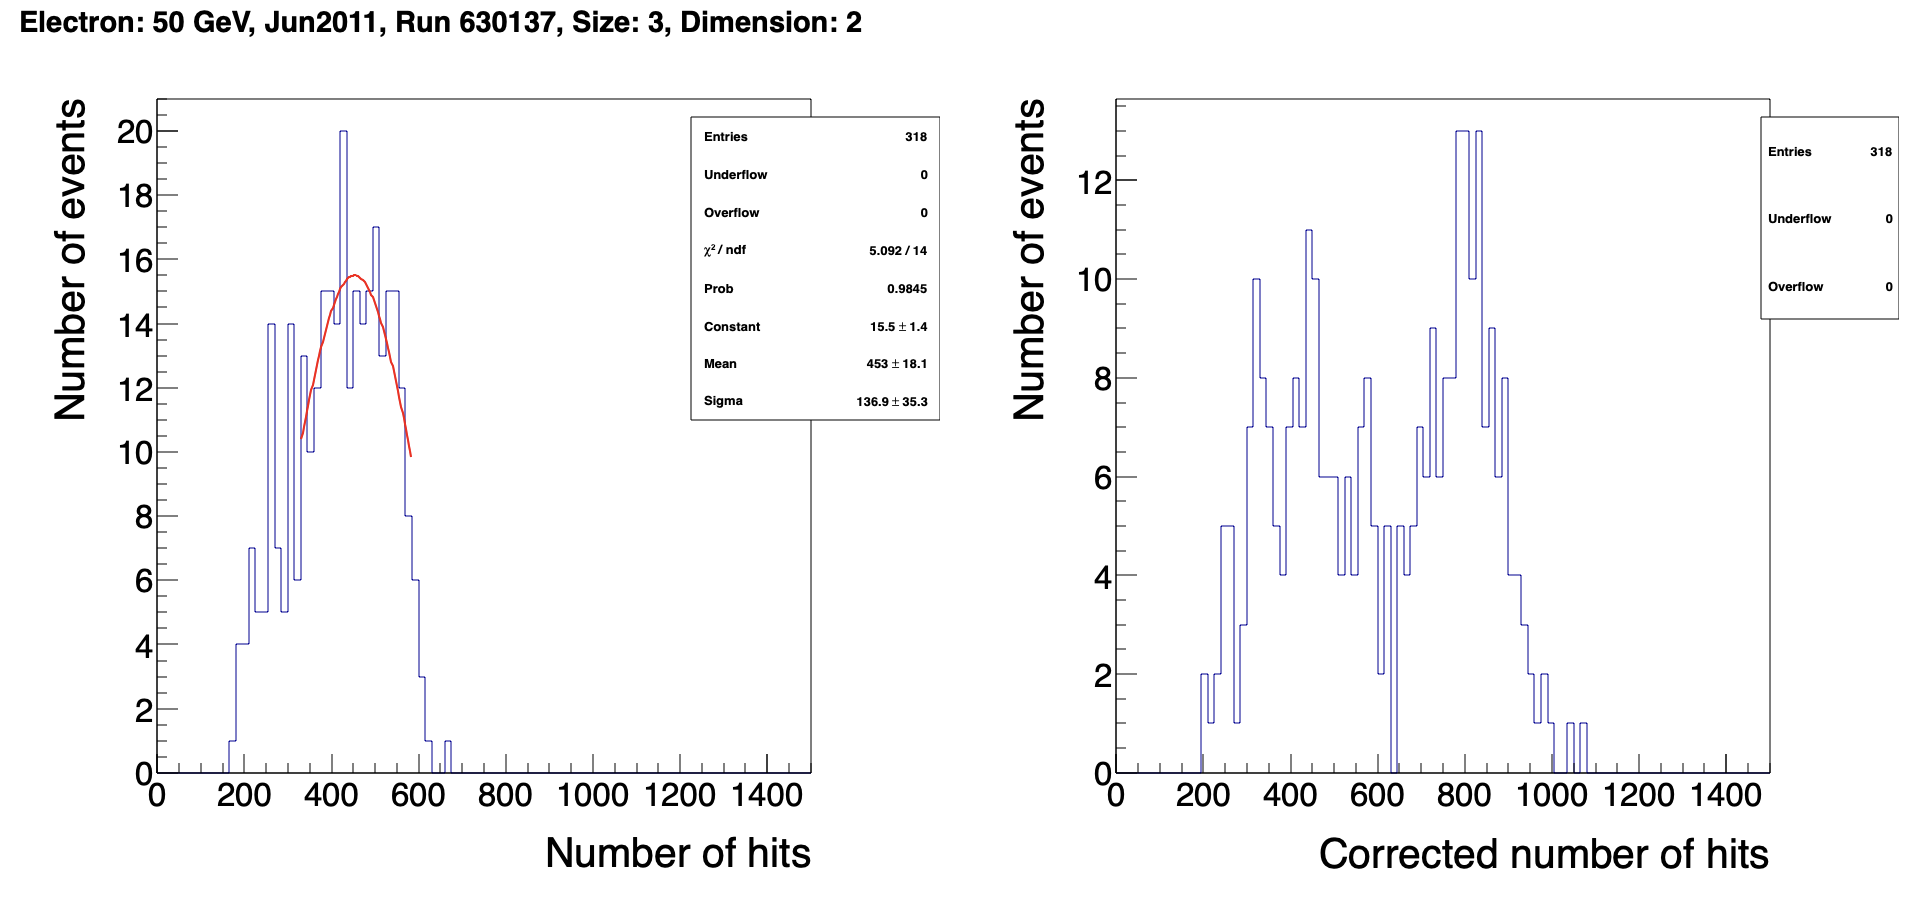 Electron: 50 GeV, Jun2011, Run 630137, Size: 3, Dimension: 2
Number of events
20
18
16
14
12
10
8
6
4
2
0
0 200 400 600 800 1000 1200 1400
Number of hits
Entries 318
Underflow 0
Overflow 0
χ² / ndf 5.092 / 14
Prob 0.9845
Constant 15.5 ± 1.4
Mean 453 ± 18.1
Sigma 136.9 ± 35.3
Number of events
12
10
8
6
4
2
0
0 200 400 600 800 1000 1200 1400
Corrected number of hits
Entries 318
Underflow 0
Overflow 0